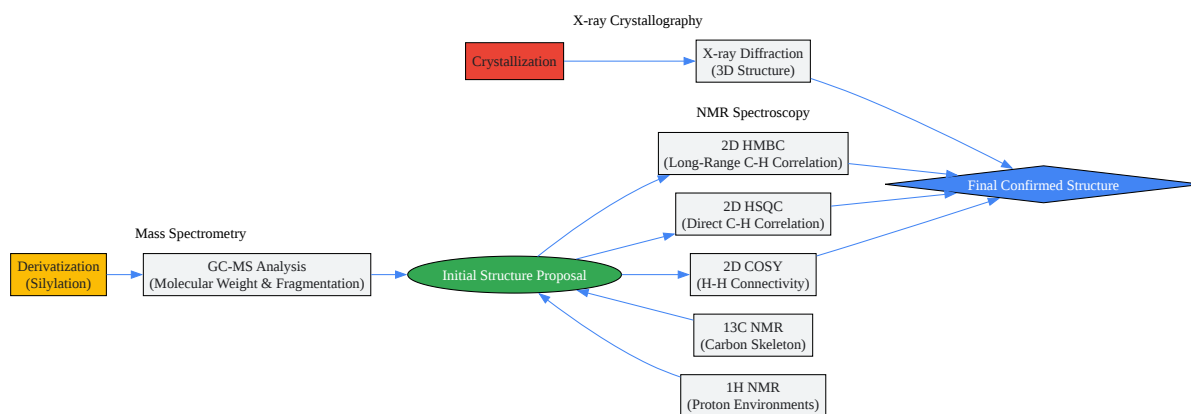 X-ray Crystallography
Crystallization
X-ray Diffraction
(3D Structure)
NMR Spectroscopy
2D HMBC
(Long-Range C-H Correlation)
Final Confirmed Structure
2D HSQC
(Direct C-H Correlation)
Mass Spectrometry
Derivatization
(Silylation)
GC-MS Analysis
(Molecular Weight & Fragmentation)
Initial Structure Proposal
2D COSY
(H-H Connectivity)
13C NMR
(Carbon Skeleton)
1H NMR
(Proton Environments)